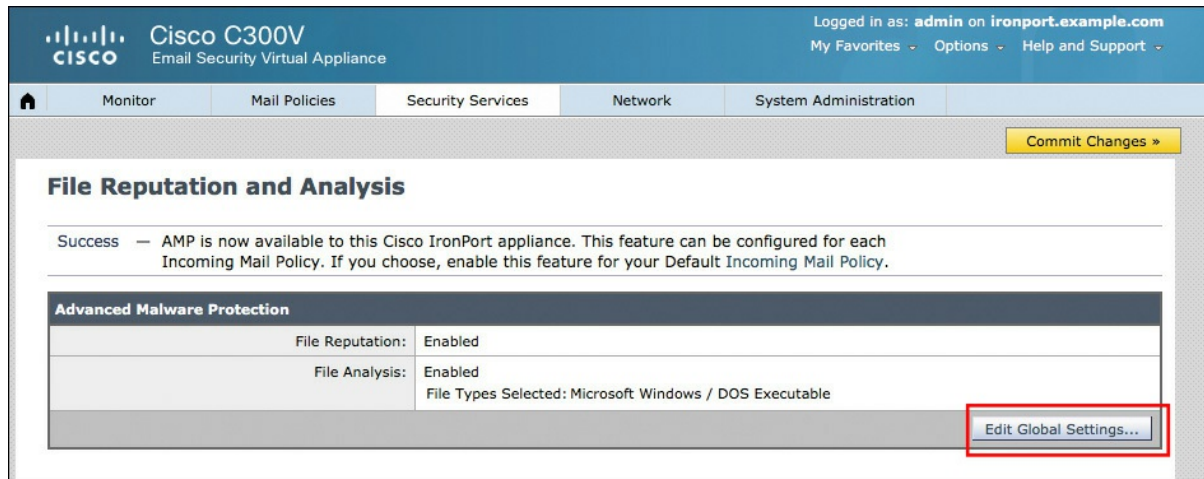 Logged in as: admin on ironport.example.com
CISCO
Cisco C300V
Email Security Virtual Appliance
My Favorites Options Help and Support
Monitor Mail Policies Security Services Network System Administration
Commit Changes »
File Reputation and Analysis
Success — AMP is now available to this Cisco IronPort appliance. This feature can be configured for each
Incoming Mail Policy. If you choose, enable this feature for your Default Incoming Mail Policy.
Advanced Malware Protection
File Reputation: Enabled
File Analysis: Enabled
File Types Selected: Microsoft Windows / DOS Executable
Edit Global Settings...